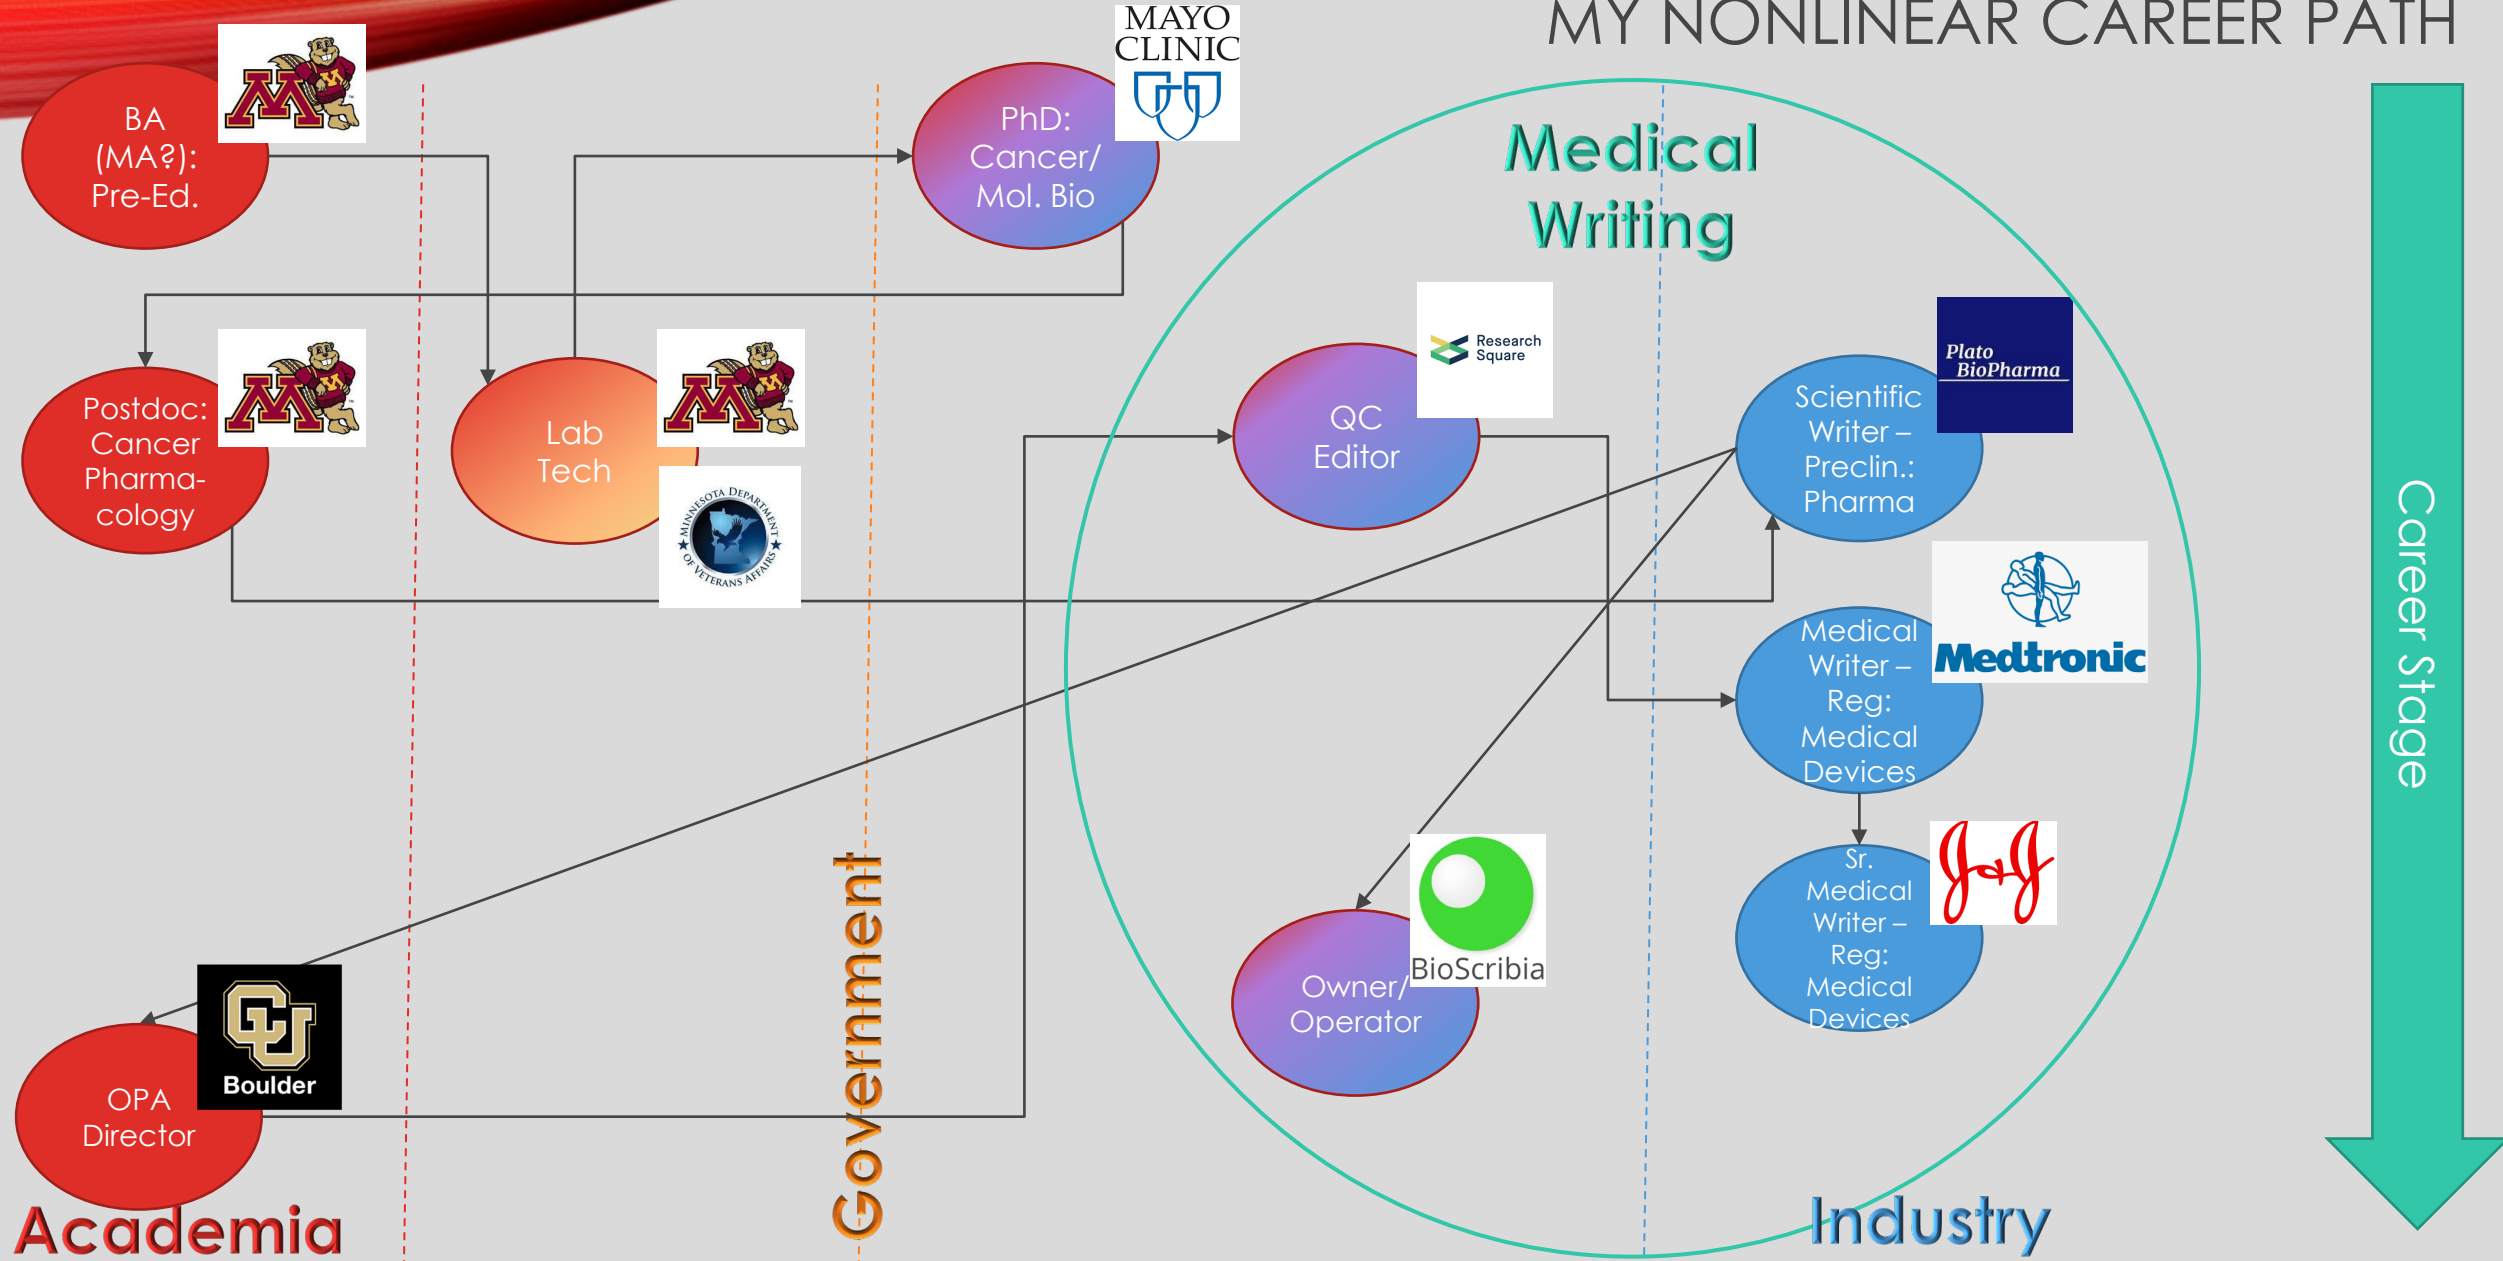 MY NONLINEAR CAREER PATH
BA
(MA?):
Pre-Ed.
M
M
PhD:
Cancer/
Mol. Bio
MAYO
CLINIC
Medical
Writing
Postdoc:
Cancer
Pharma-
cology
M
M
Lab
Tech
M
M
MINNESOTA DEPARTMENT
OF VETERANS AFFAIRS
QC
Editor
Research
Square
Scientific
Writer –
Preclin.:
Pharma
Plato
BioPharma
Medical
Writer –
Reg:
Medical
Devices
Medtronic
Sr.
Medical
Writer –
Reg:
Medical
Devices
J&J
Owner/
Operator
BioScribia
OPA
Director
CU
Boulder
Academia
Government
Industry
Career Stage